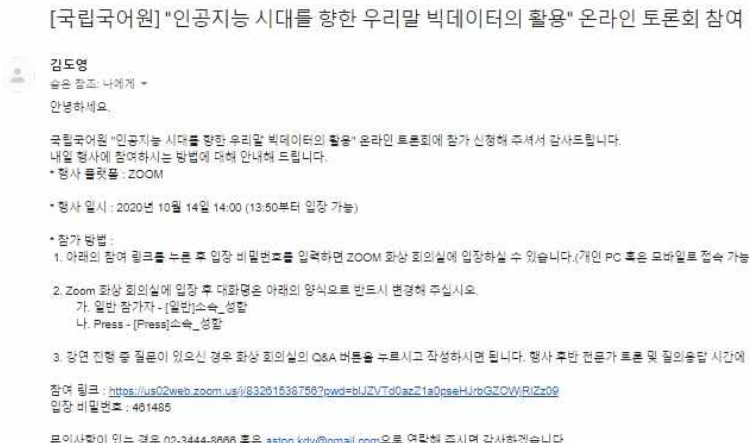 [국립국어원] "인공지능 시대를 향한 우리말 빅데이터의 활용" 온라인 토론회 참여
김도영
숨은 참조: 나에게
안녕하세요.
국립국어원 "인공지능 시대를 향한 우리말 빅데이터의 활용" 온라인 토론회에 참가 신청해 주셔서 감사드립니다.
내일 행사에 참여하시는 방법에 대해 안내해 드립니다.
* 행사 플랫폼 : ZOOM
* 행사 일시 : 2020년 10월 14일 14:00 (13:50부터 입장 가능)
* 참가 방법 :
1. 아래의 참여 링크를 누른 후 입장 비밀번호를 입력하면 ZOOM 화상 회의실에 입장하실 수 있습니다.(개인 PC 혹은 모바일로 접속 가능
2. Zoom 화상 회의실에 입장 후 대화명은 아래의 양식으로 반드시 변경해 주십시오.
가. 일반 참가자 - [일반]소속_성함
나. Press - [Press]소속_성함
3. 강연 진행 중 질문이 있으신 경우 화상 회의실의 Q&A 버튼을 누르시고 작성하시면 됩니다. 행사 후반 전문가 토론 및 질의응답 시간에
참여 링크 : https://us02web.zoom.us/j/83261538756?pwd=blJZVTd0azZ1a0pseHJrbGZOWjRIZz09
입장 비밀번호 : 461485
문의사항이 있는 경우 02-3444-8666 혹은 aston.kdy@gmail.com으로 연락해 주시면 감사하겠습니다.